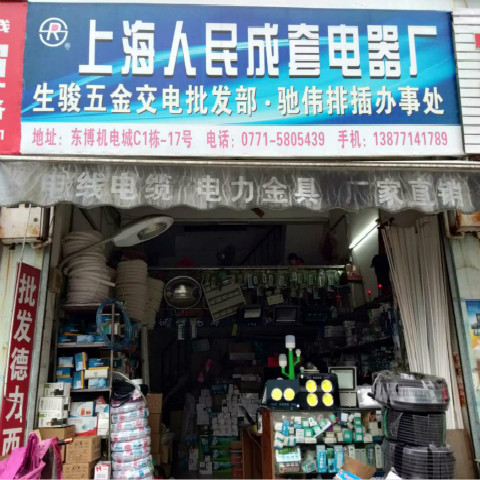 上海人民成套电器厂
生骏五金交电批发部·驰伟排插办事处
地址：东博机电城C1栋-17号 电话：0771-5805439 手机：13877141789
电线电缆 电力金具 厂家直销
批发德力西